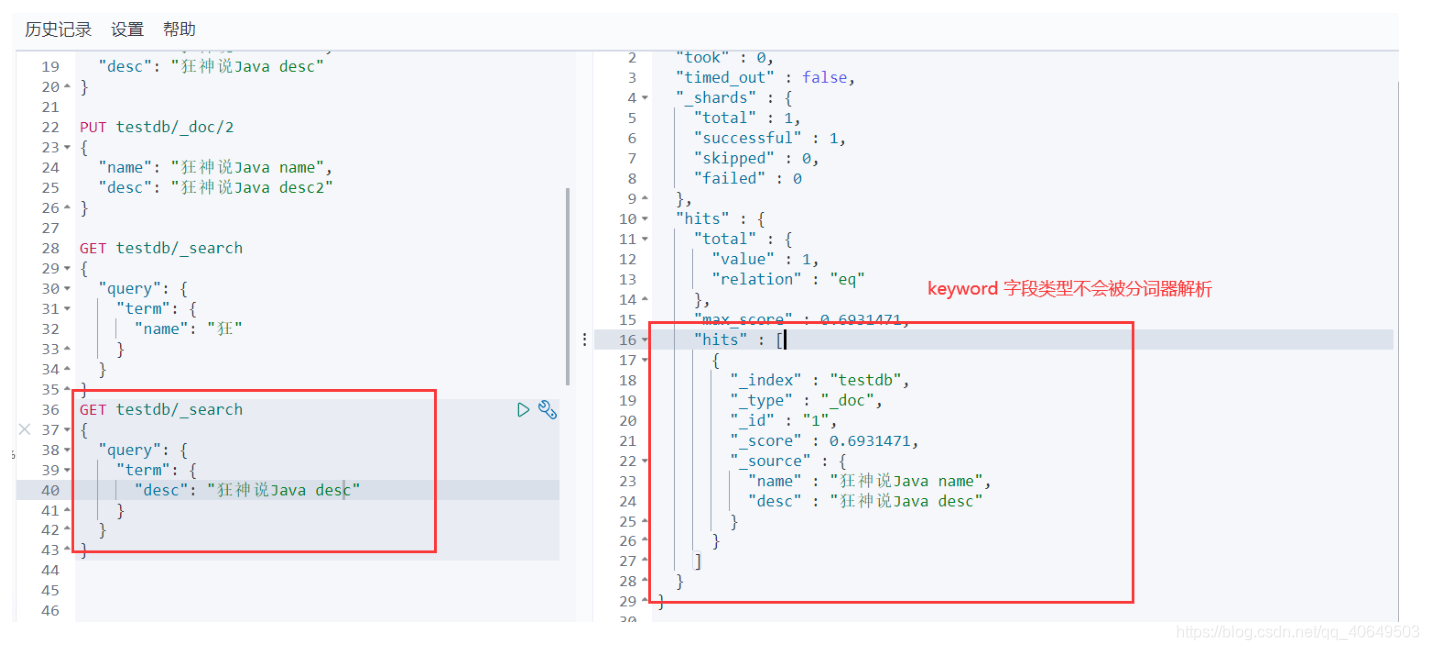 历史记录 设置 帮助
19 "desc": "狂神说Java desc"
20 }
21
22 PUT testdb/_doc/2
23 {
24 "name": "狂神说Java name",
25 "desc": "狂神说Java desc2"
26 }
27
28 GET testdb/_search
29 {
30 "query": {
31 "term": {
32 "name": "狂"
33 }
34 }
35 }
36 GET testdb/_search
37 {
38 "query": {
39 "term": {
40 "desc": "狂神说Java desc"
41 }
42 }
43 }
44
45
46
2 "took" : 0,
3 "timed_out" : false,
4 "_shards" : {
5 "total" : 1,
6 "successful" : 1,
7 "skipped" : 0,
8 "failed" : 0
9 },
10 "hits" : {
11 "total" : {
12 "value" : 1,
13 "relation" : "eq"
14 },
15 "max_score" : 0.6931471,
16 "hits" : [
17 {
18 "_index" : "testdb",
19 "_type" : "_doc",
20 "_id" : "1",
21 "_score" : 0.6931471,
22 "_source" : {
23 "name" : "狂神说Java name",
24 "desc" : "狂神说Java desc"
25 }
26 }
27 ]
28 }
29 }
30
keyword 字段类型不会被分词器解析
https://blog.csdn.net/qq_40649503